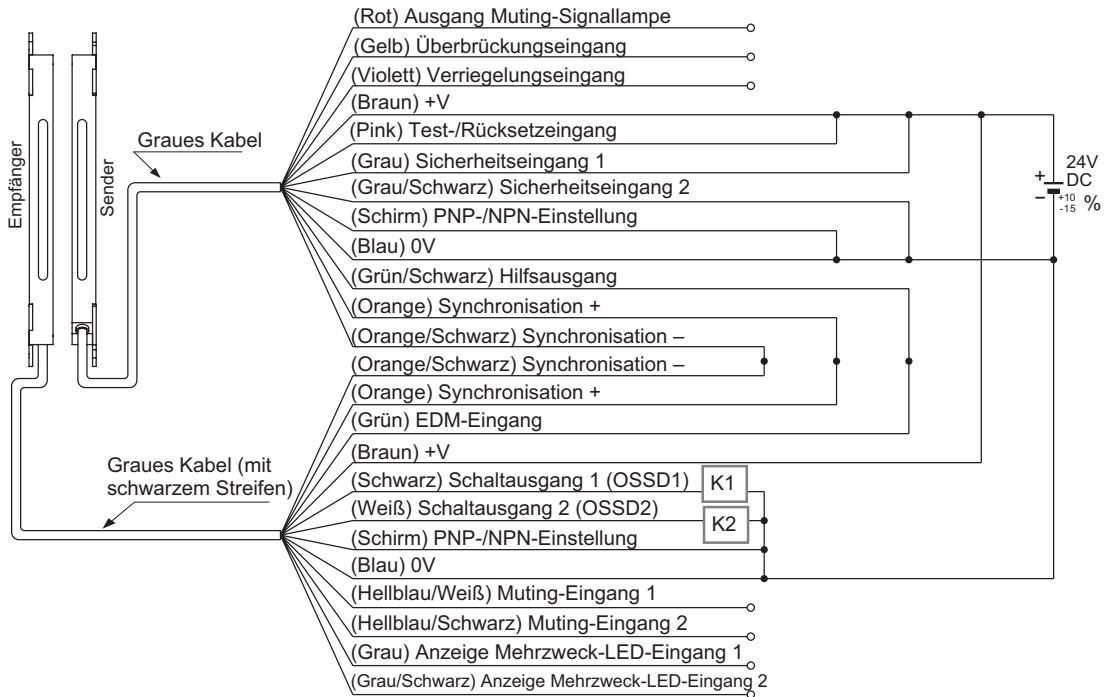 (Rot) Ausgang Muting-Signallampe
(Gelb) Überbrückungseingang
(Violett) Verriegelungseingang
(Braun) +V
(Pink) Test-/Rücksetzeingang
(Grau) Sicherheitseingang 1
(Grau/Schwarz) Sicherheitseingang 2
(Schirm) PNP-/NPN-Einstellung
(Blau) 0V
(Grün/Schwarz) Hilfsausgang
(Orange) Synchronisation +
(Orange/Schwarz) Synchronisation –
(Orange/Schwarz) Synchronisation –
(Orange) Synchronisation +
(Grün) EDM-Eingang
(Braun) +V
(Schwarz) Schaltausgang 1 (OSSD1)
K1
(Weiß) Schaltausgang 2 (OSSD2)
K2
(Schirm) PNP-/NPN-Einstellung
(Blau) 0V
(Hellblau/Weiß) Muting-Eingang 1
(Hellblau/Schwarz) Muting-Eingang 2
(Grau) Anzeige Mehrzweck-LED-Eingang 1
(Grau/Schwarz) Anzeige Mehrzweck-LED-Eingang 2
Empfänger
Sender
Graues Kabel
Graues Kabel (mit
schwarzem Streifen)
24V
+ DC
– +10 %
-15